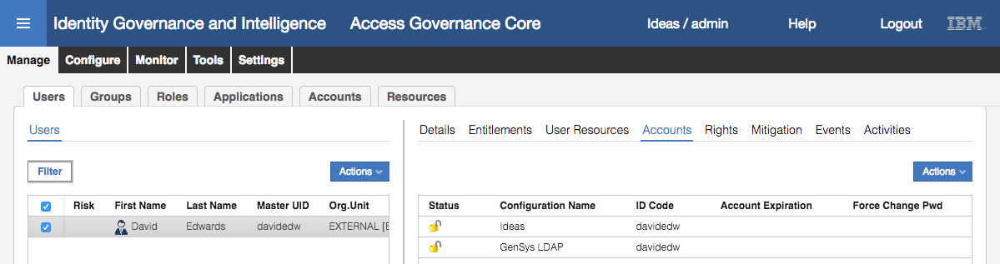 Identity Governance and Intelligence Access Governance Core Ideas / admin Help Logout IBM
Manage Configure Monitor Tools Settings
Users Groups Roles Applications Accounts Resources
Users
Filter Actions
Risk First Name Last Name Master UID Org.Unit
David Edwards davidedw EXTERNAL [E
Details Entitlements User Resources Accounts Rights Mitigation Events Activities
Actions
Status Configuration Name ID Code Account Expiration Force Change Pwd
Ideas davidedw
GenSys LDAP davidedw